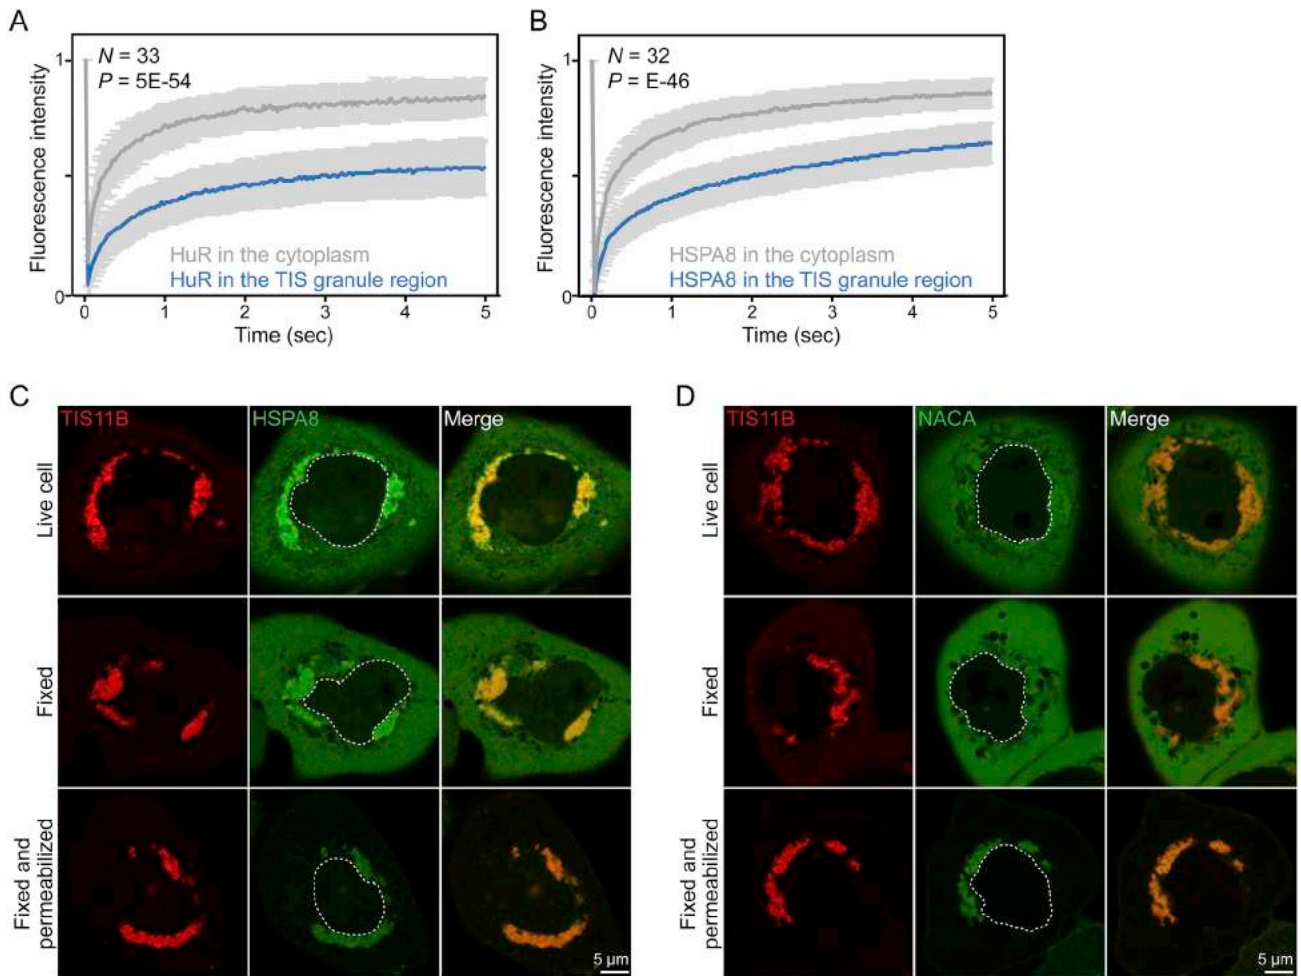 A
N = 33
P = 5E-54
Fluorescence intensity
1
0
HuR in the cytoplasm
HuR in the TIS granule region
0 1 2 3 4 5
Time (sec)
B
N = 32
P = E-46
Fluorescence intensity
1
0
HSPA8 in the cytoplasm
HSPA8 in the TIS granule region
0 1 2 3 4 5
Time (sec)
C
TIS11B HSPA8 Merge
Live cell
Fixed
Fixed and
permeabilized
5 µm
D
TIS11B NACA Merge
Live cell
Fixed
Fixed and
permeabilized
5 µm